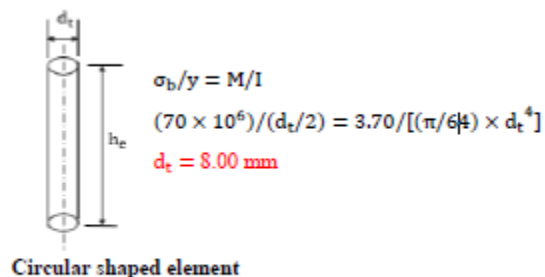 dₜ
σb/y = M/I
(70 × 10⁶)/(dₜ/2) = 3.70/[(π/64) × dₜ⁴]
hₑ
dₜ = 8.00 mm
Circular shaped element